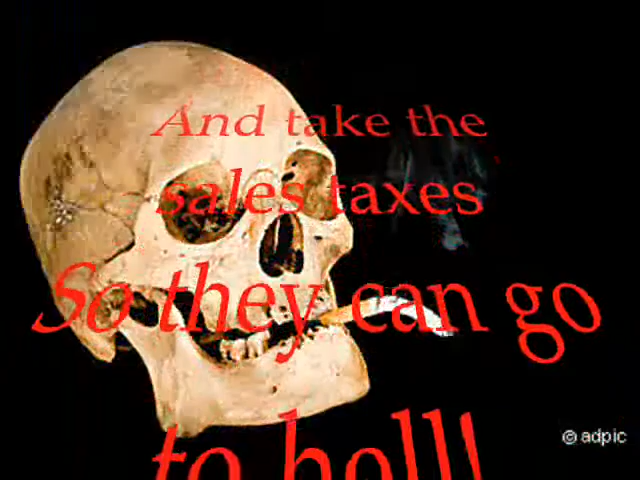 And take the
sales taxes
So they can go
to hell!
© adpic